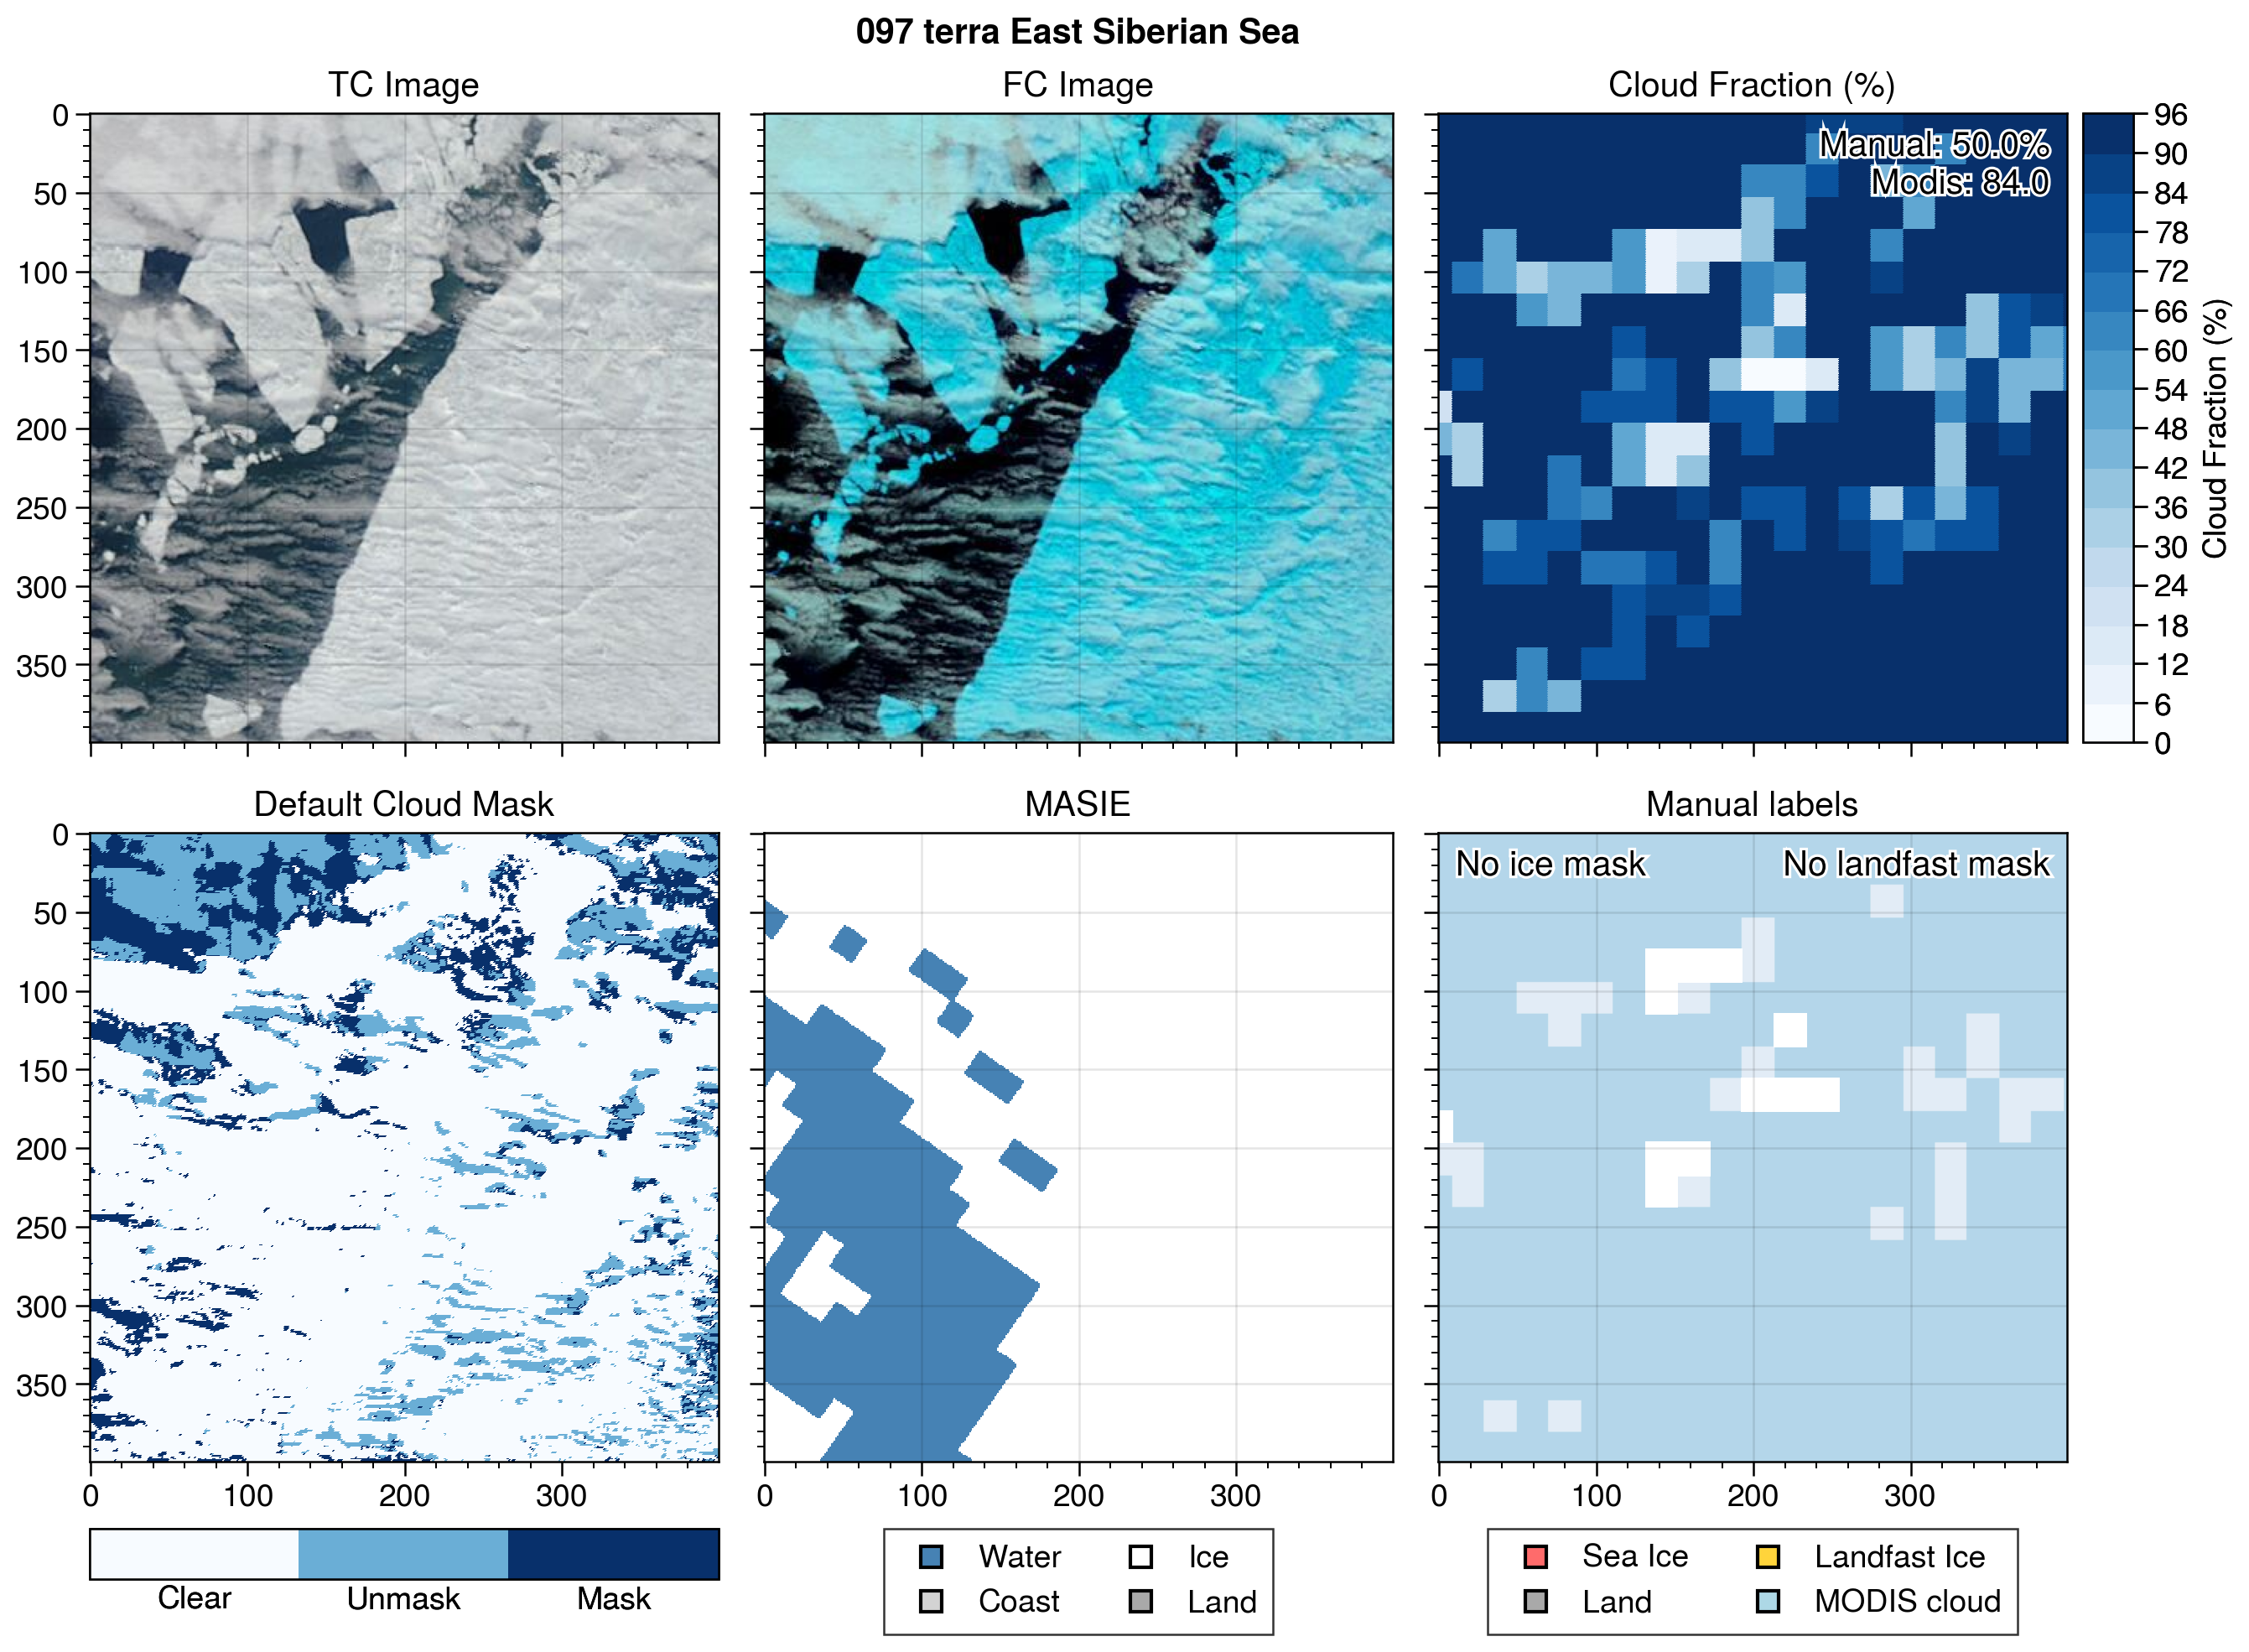 097 terra East Siberian Sea
TC Image
FC Image
Cloud Fraction (%)
0
50
100
150
200
250
300
350
Manual: 50.0%
Modis: 84.0
96
90
84
78
72
66
60
54
48
42
36
30
24
18
12
6
0
Cloud Fraction (%)
Default Cloud Mask
MASIE
Manual labels
0
50
100
150
200
250
300
350
No ice mask
No landfast mask
0 100 200 300
0 100 200 300
0 100 200 300
Clear Unmask Mask
Water Ice
Coast Land
Sea Ice Landfast Ice
Land MODIS cloud